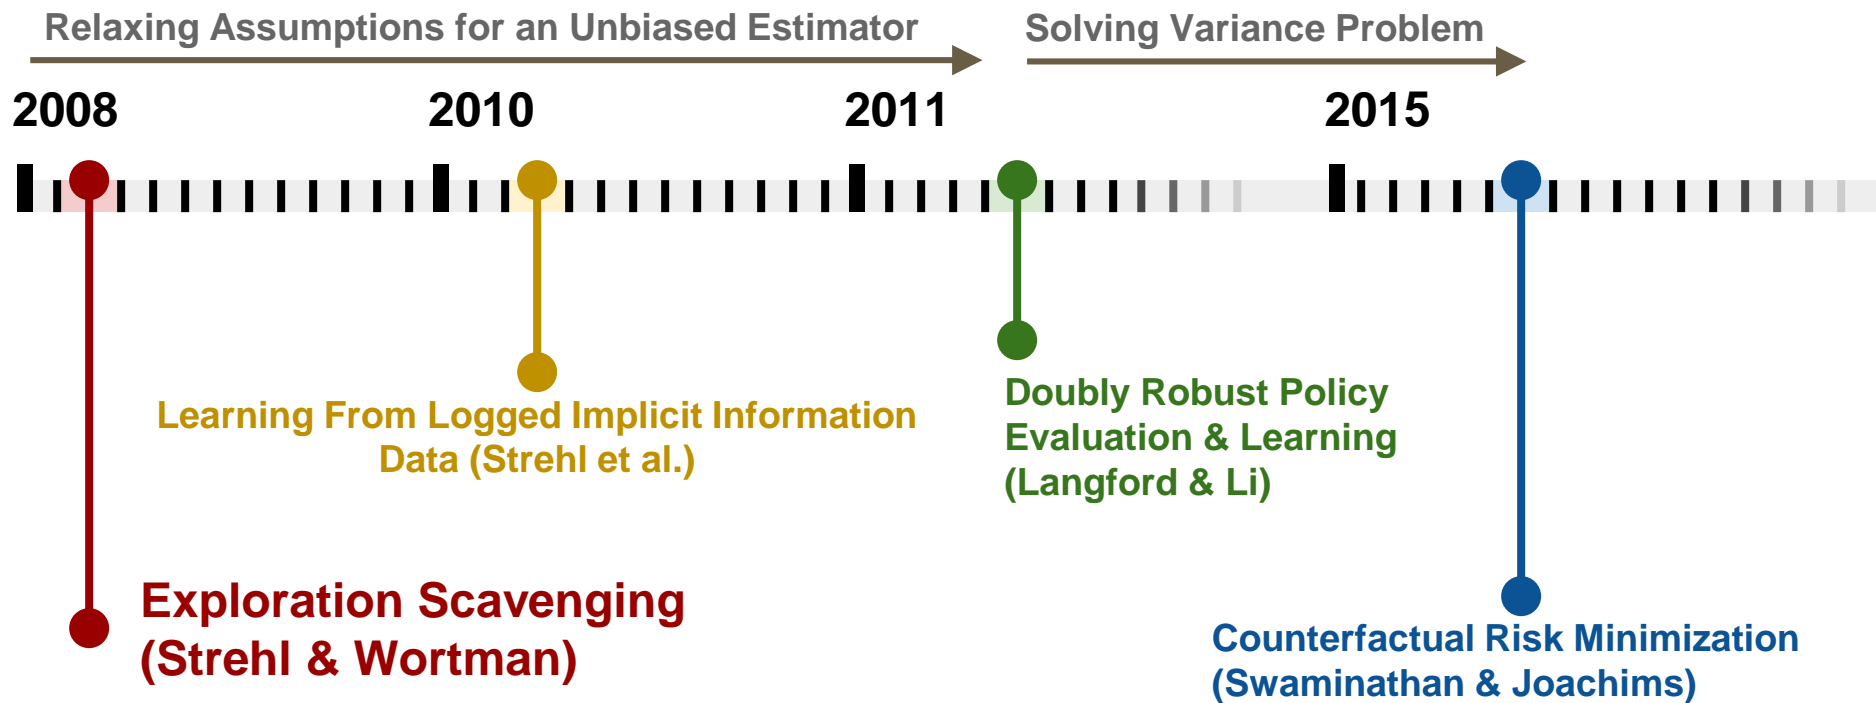 Relaxing Assumptions for an Unbiased Estimator
Solving Variance Problem
2008
2010
2011
2015
Learning From Logged Implicit Information
Data (Strehl et al.)
Doubly Robust Policy
Evaluation & Learning
(Langford & Li)
Exploration Scavenging
(Strehl & Wortman)
Counterfactual Risk Minimization
(Swaminathan & Joachims)